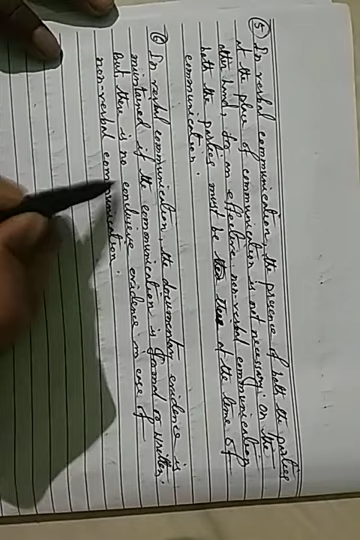 ⑤ In verbal communication, the presence of both the parties
at the place of communication is not necessary; on the
other hand, for an effective non-verbal communication
both the parties must be there at the time of
communication.
⑥ In verbal communication, the documentary evidence is
maintained if the communication is formal or written.
But there is no conclusive evidence in case of
non-verbal communication.